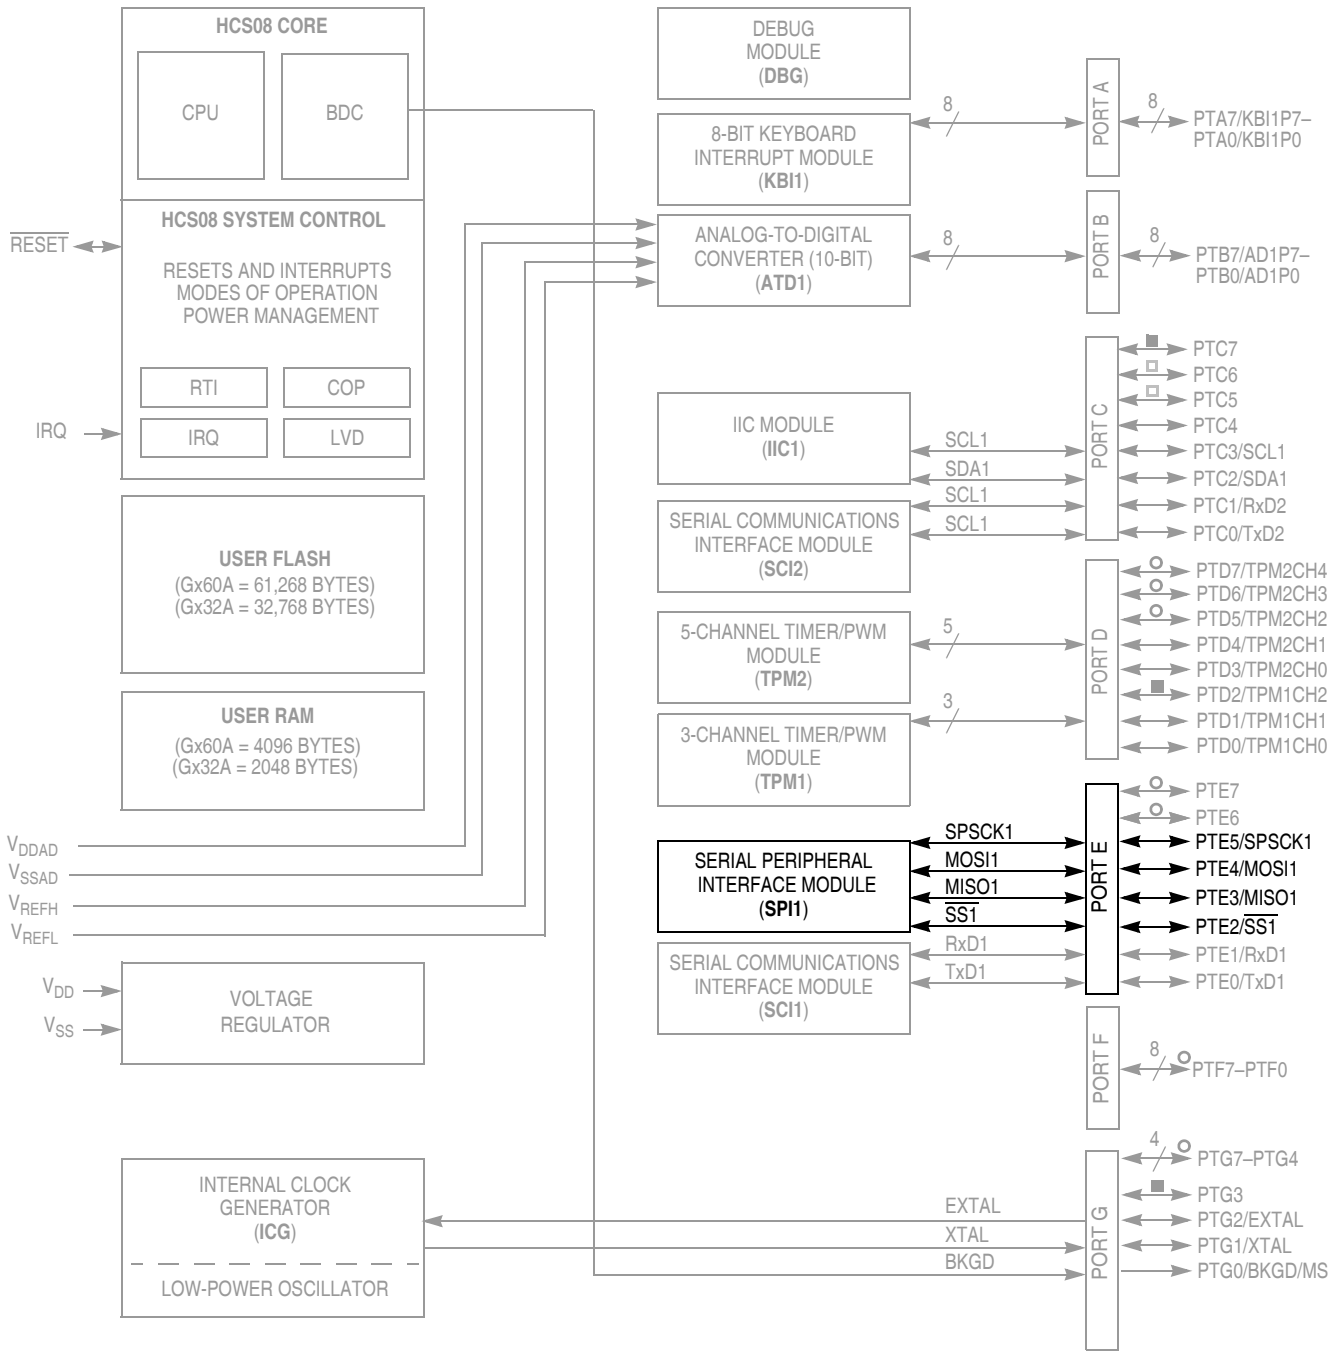 HCS08 CORE
CPU
BDC
HCS08 SYSTEM CONTROL
RESET
RESETS AND INTERRUPTS
MODES OF OPERATION
POWER MANAGEMENT
RTI
COP
IRQ
IRQ
LVD
USER FLASH
(Gx60A = 61,268 BYTES)
(Gx32A = 32,768 BYTES)
USER RAM
(Gx60A = 4096 BYTES)
(Gx32A = 2048 BYTES)
VDDAD
VSSAD
VREFH
VREFL
VDD
VSS
VOLTAGE
REGULATOR
INTERNAL CLOCK
GENERATOR
(ICG)
LOW-POWER OSCILLATOR
DEBUG
MODULE
(DBG)
8-BIT KEYBOARD
INTERRUPT MODULE
(KBI1)
8
PORT A
8
PTA7/KBI1P7–
PTA0/KBI1P0
ANALOG-TO-DIGITAL
CONVERTER (10-BIT)
(ATD1)
8
PORT B
8
PTB7/AD1P7–
PTB0/AD1P0
IIC MODULE
(IIC1)
SCL1
SDA1
SERIAL COMMUNICATIONS
INTERFACE MODULE
(SCI2)
SCL1
SCL1
PORT C
PTC7
PTC6
PTC5
PTC4
PTC3/SCL1
PTC2/SDA1
PTC1/RxD2
PTC0/TxD2
5-CHANNEL TIMER/PWM
MODULE
(TPM2)
5
3-CHANNEL TIMER/PWM
MODULE
(TPM1)
3
PORT D
PTD7/TPM2CH4
PTD6/TPM2CH3
PTD5/TPM2CH2
PTD4/TPM2CH1
PTD3/TPM2CH0
PTD2/TPM1CH2
PTD1/TPM1CH1
PTD0/TPM1CH0
SERIAL PERIPHERAL
INTERFACE MODULE
(SPI1)
SPSCK1
MOSI1
MISO1
SS1
SERIAL COMMUNICATIONS
INTERFACE MODULE
(SCI1)
RxD1
TxD1
PORT E
PTE7
PTE6
PTE5/SPSCK1
PTE4/MOSI1
PTE3/MISO1
PTE2/SS1
PTE1/RxD1
PTE0/TxD1
PORT F
8
PTF7–PTF0
EXTAL
XTAL
BKGD
PORT G
4
PTG7–PTG4
PTG3
PTG2/EXTAL
PTG1/XTAL
PTG0/BKGD/MS